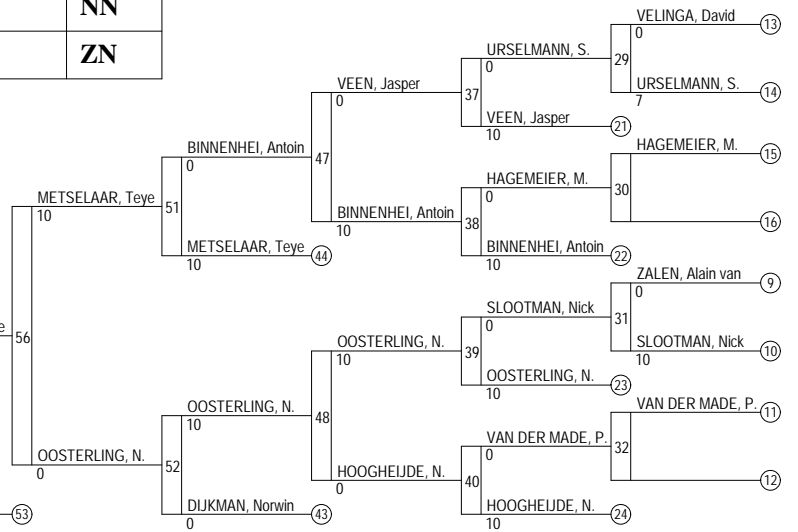 NN
ZN
VELINGA, David
0
13
29
URSELMANN, S.
7
14
URSELMANN, S.
0
37
VEEN, Jasper
10
21
VEEN, Jasper
0
47
HAGEMEIER, M.
15
30
16
HAGEMEIER, M.
0
38
BINNENHEI, Antoin
10
22
BINNENHEI, Antoin
10
BINNENHEI, Antoin
0
51
METSELAAR, Teye
10
44
METSELAAR, Teye
10
56
e
ZALEN, Alain van
0
9
31
SLOOTMAN, Nick
10
10
SLOOTMAN, Nick
0
39
OOSTERLING, N.
10
23
OOSTERLING, N.
10
48
VAN DER MADE, P.
11
32
12
VAN DER MADE, P.
0
40
HOOGHEIJDE, N.
10
24
HOOGHEIJDE, N.
0
OOSTERLING, N.
10
52
DIJKMAN, Norwin
0
43
OOSTERLING, N.
0
53